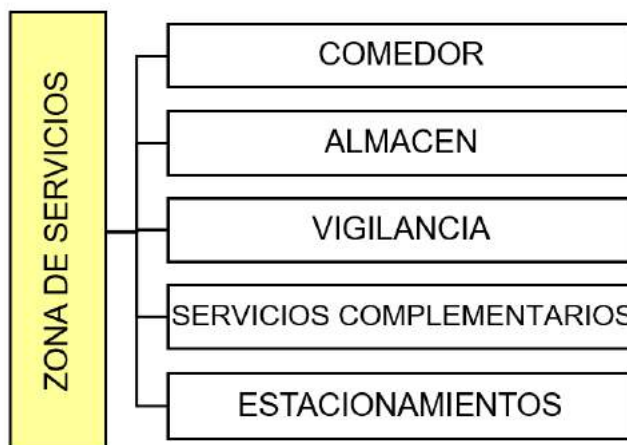 ZONA DE SERVICIOS
COMEDOR
ALMACEN
VIGILANCIA
SERVICIOS COMPLEMENTARIOS
ESTACIONAMIENTOS